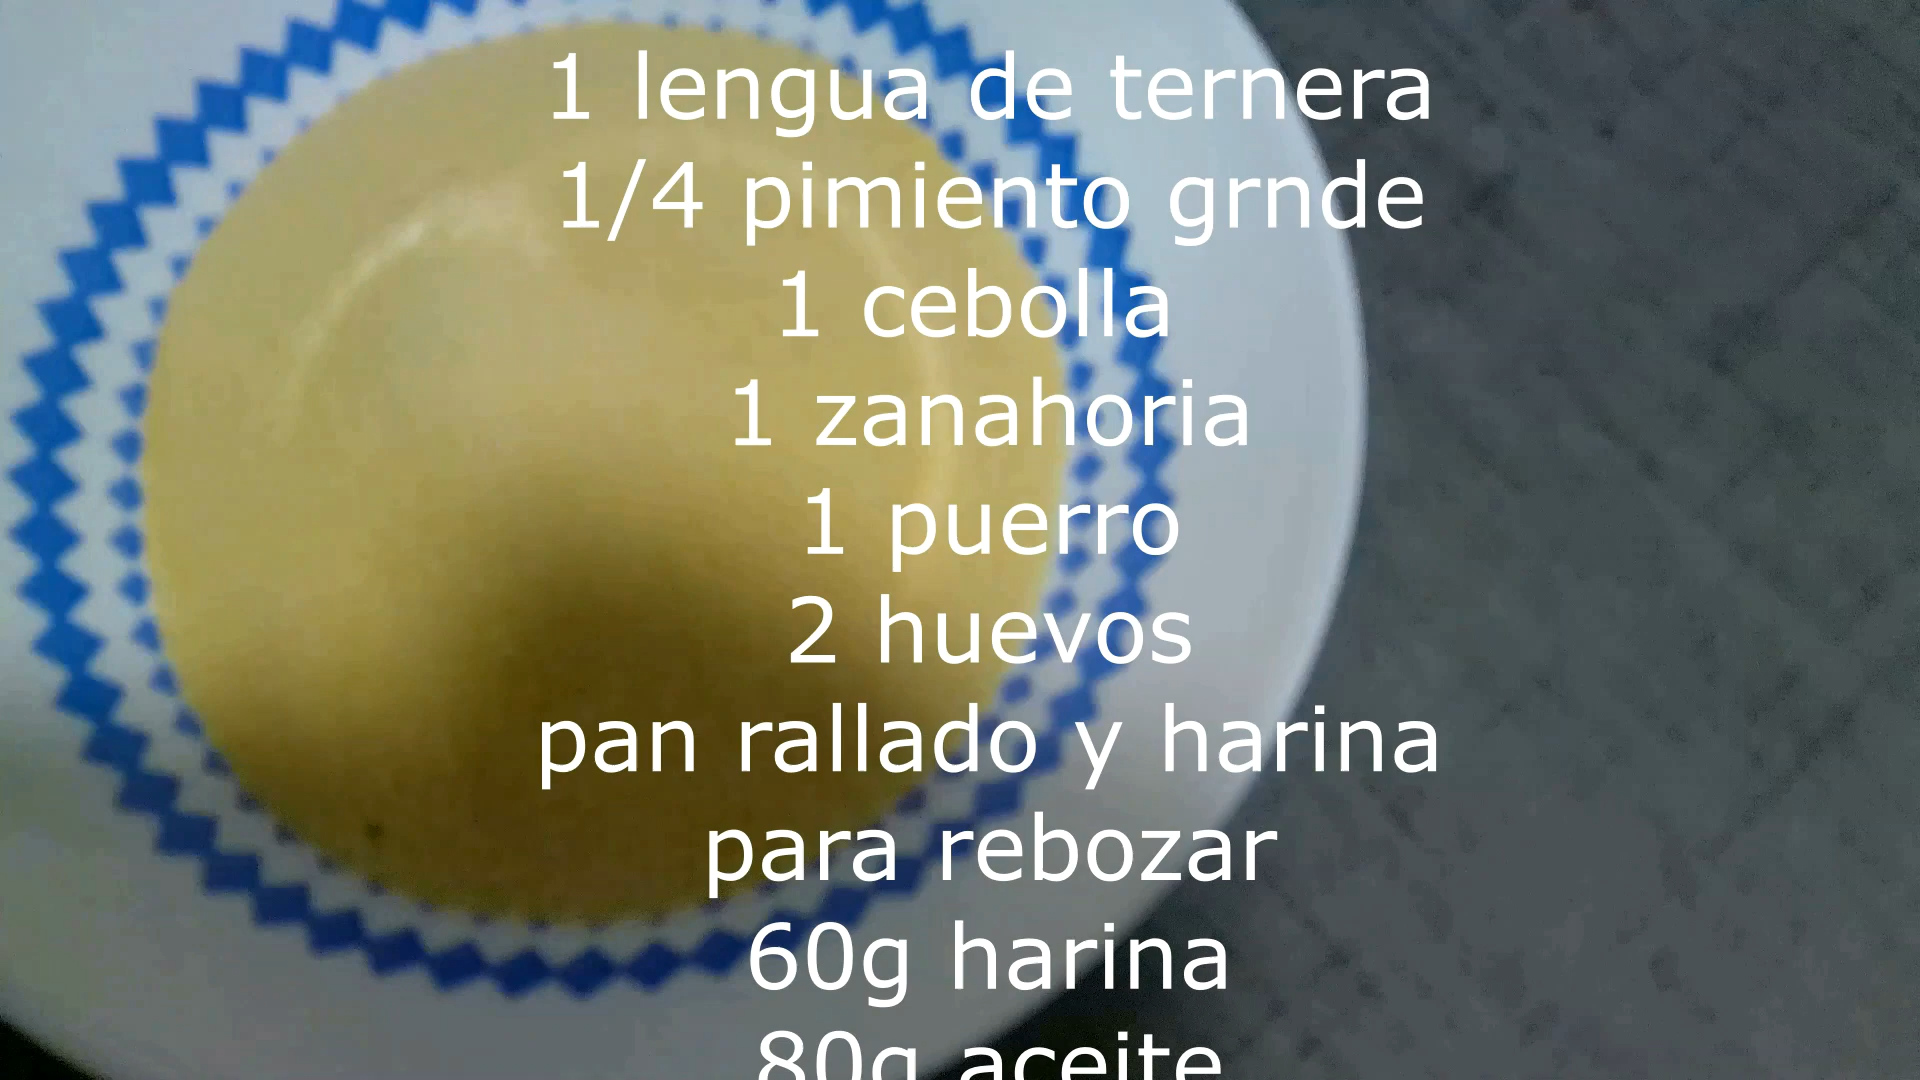 1 lengua de ternera
1/4 pimiento grnde
1 cebolla
1 zanahoria
1 puerro
2 huevos
pan rallado y harina
para rebozar
60g harina
80g aceite